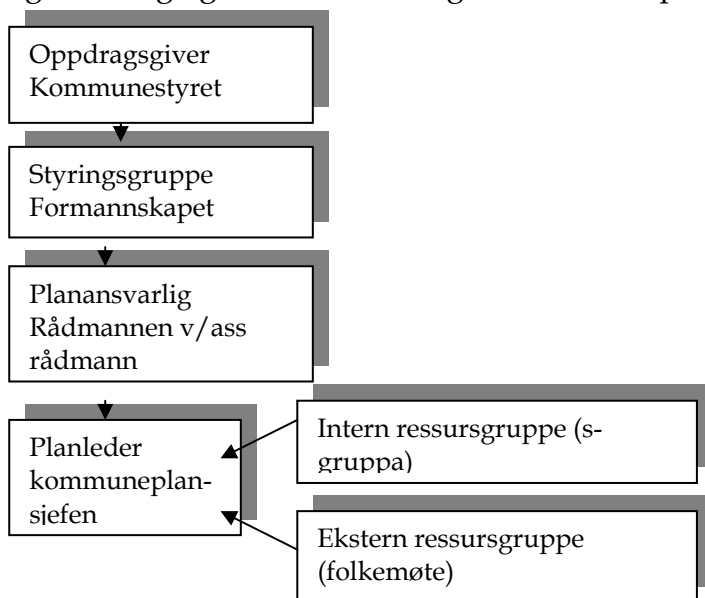 Oppdragsgiver
Kommunestyret
Styringsgruppe
Formannskapet
Planansvarlig
Rådmannen v/ass
rådmann
Planleder
kommuneplan-
sjefen
Intern ressursgruppe (s-
gruppa)
Ekstern ressursgruppe
(folkemøte)